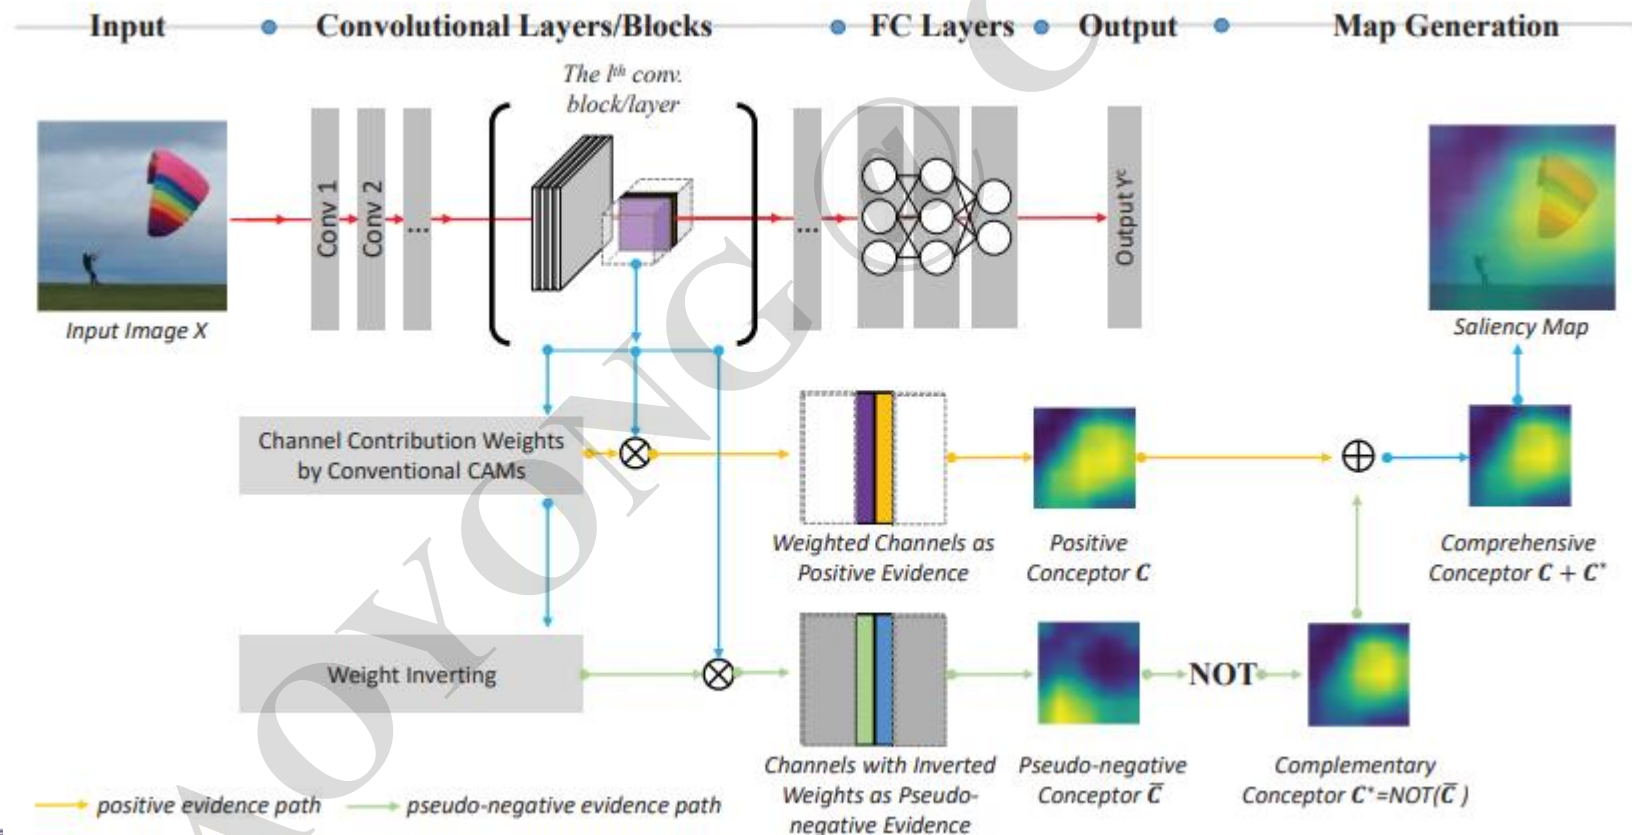 Input
Convolutional Layers/Blocks
FC Layers
Output
Map Generation
The lth conv.
block/layer
Conv 1
Conv 2
...
...
Output Yc
Input Image X
Saliency Map
Channel Contribution Weights
by Conventional CAMs
Weighted Channels as
Positive Evidence
Positive
Conceptor C
Comprehensive
Conceptor C + C*
Weight Inverting
NOT
Channels with Inverted
Weights as Pseudo-
negative Evidence
Pseudo-negative
Conceptor C̅
Complementary
Conceptor C*=NOT(C̅ )
positive evidence path
pseudo-negative evidence path
AOYONG © C